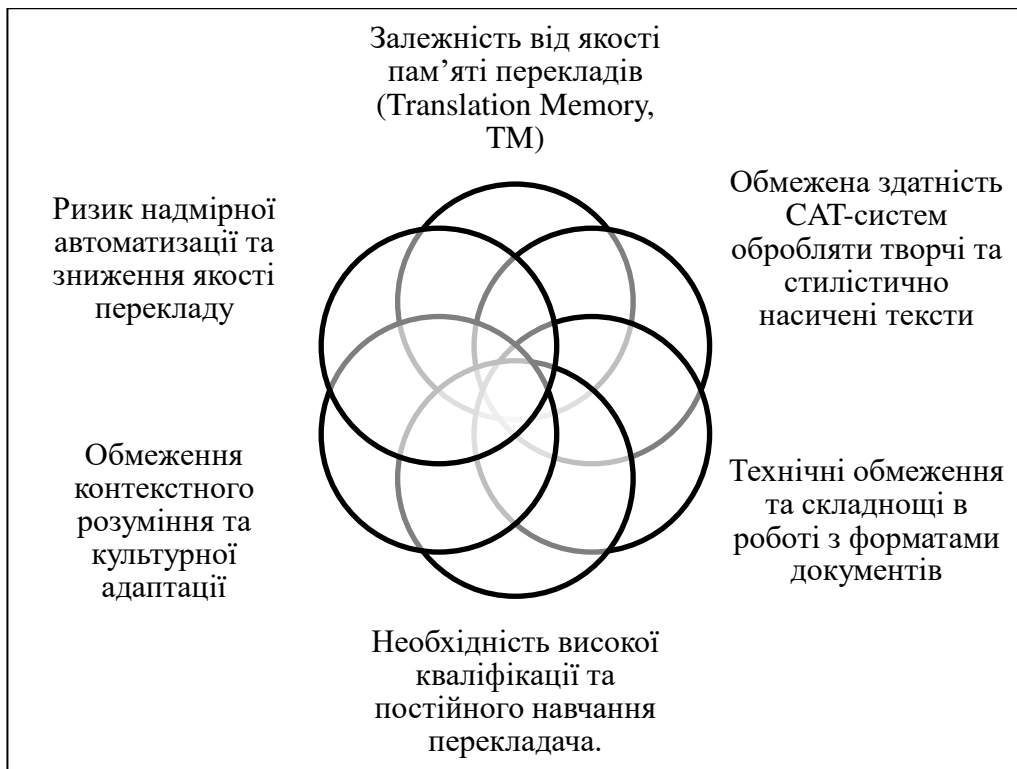 Залежність від якості
пам’яті перекладів
(Translation Memory,
TM)
Обмежена здатність
CAT-систем
обробляти творчі та
стилістично
насичені тексти
Технічні обмеження
та складнощі в
роботі з форматами
документів
Необхідність високої
кваліфікації та
постійного навчання
перекладача.
Обмеження
контекстного
розуміння та
культурної
адаптації
Ризик надмірної
автоматизації та
зниження якості
перекладу